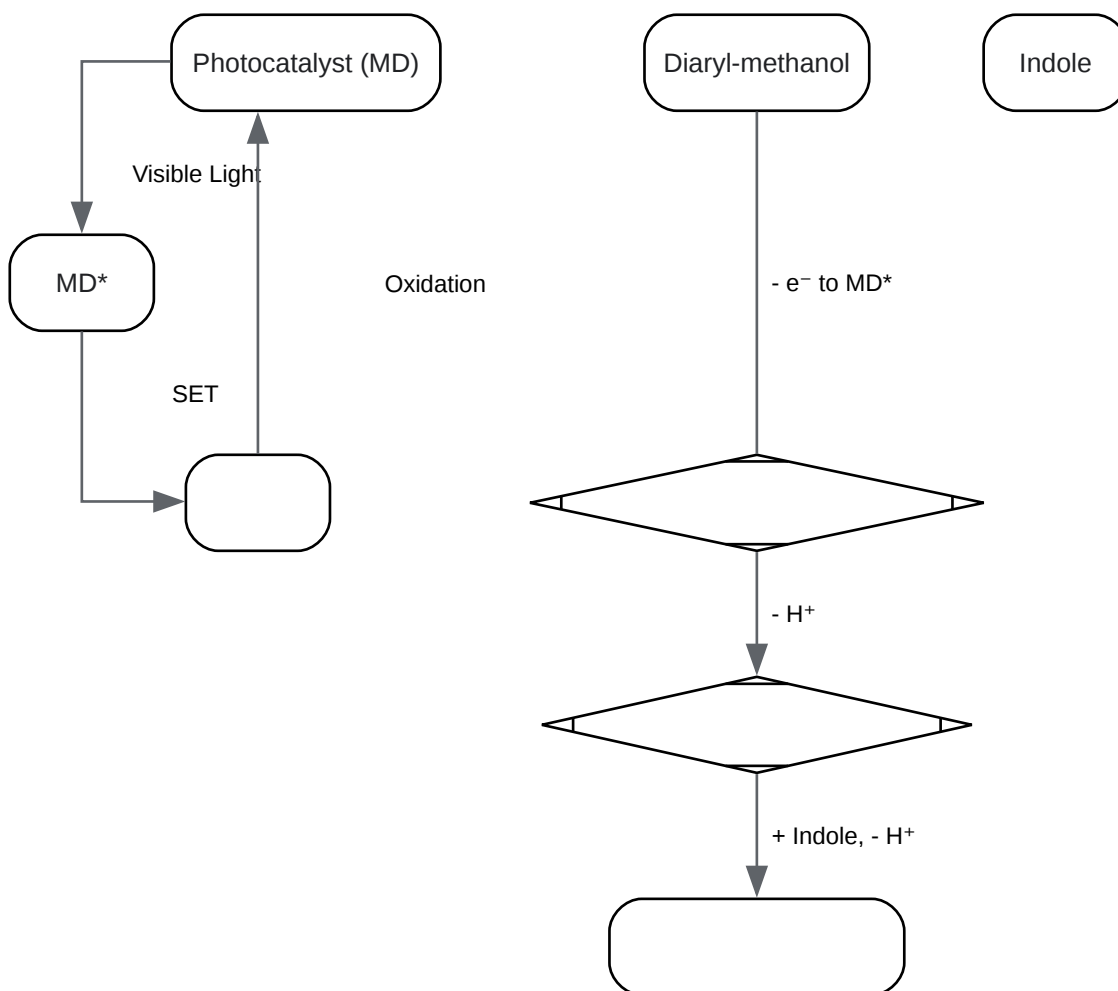 Photocatalyst (MD)
Diaryl-methanol
Indole
Visible Light
MD*
Oxidation
- e⁻ to MD*
SET
- H⁺
+ Indole, - H⁺